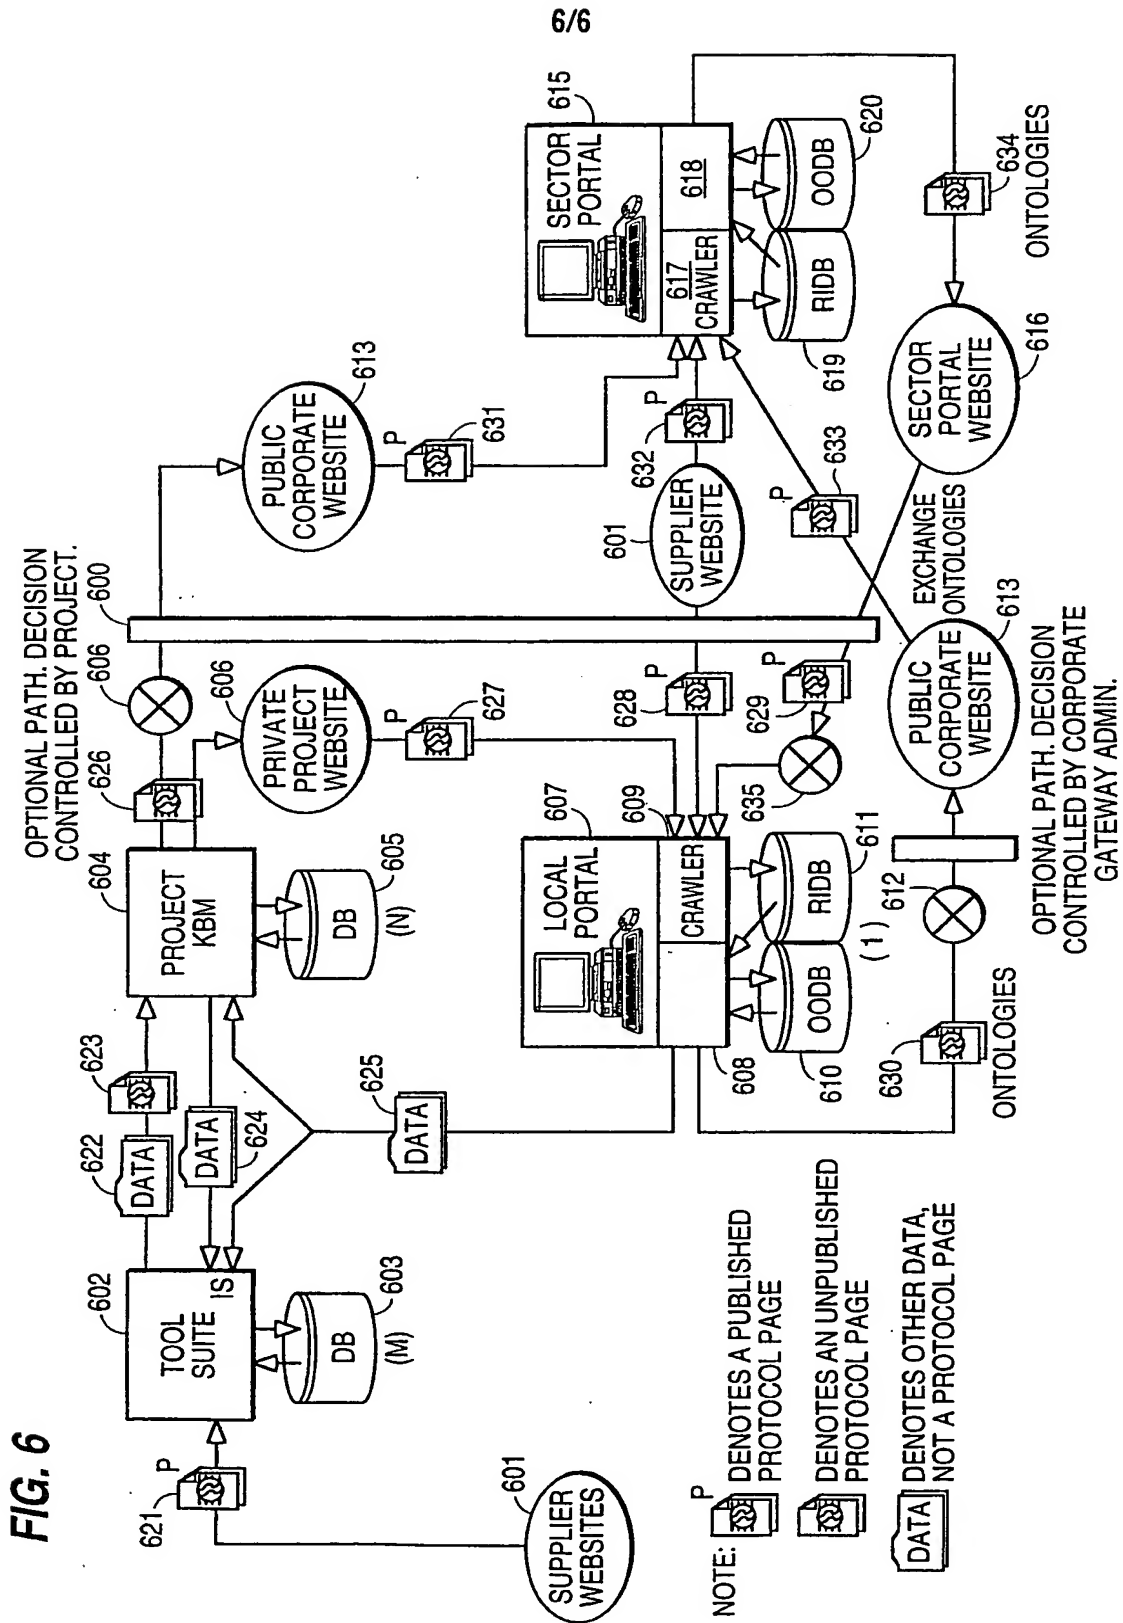 9/9
FIG. 6
OPTIONAL PATH. DECISION
CONTROLLED BY PROJECT.
600
606
626
604
PROJECT
KBM
DB
605
(N)
606
PRIVATE
PROJECT
WEBSITE
P
627
PUBLIC
CORPORATE
WEBSITE
613
P
631
602
TOOL
SUITE
IS
DB
603
(M)
622
DATA
623
DATA
624
625
DATA
621
P
601
SUPPLIER
WEBSITES
601
SUPPLIER
WEBSITE
P
632
P
628
P
629
635
607
609
LOCAL
PORTAL
CRAWLER
608
OODB
610
RIDB
611
(1)
612
630
ONTOLOGIES
615
SECTOR
PORTAL
617
CRAWLER
618
RIDB
619
OODB
620
634
ONTOLOGIES
SECTOR
PORTAL
WEBSITE
616
P
633
EXCHANGE
ONTOLOGIES
PUBLIC
CORPORATE
WEBSITE
613
OPTIONAL PATH. DECISION
CONTROLLED BY CORPORATE
GATEWAY ADMIN.
NOTE:
P
DENOTES A PUBLISHED
PROTOCOL PAGE
DENOTES AN UNPUBLISHED
PROTOCOL PAGE
DATA
DENOTES OTHER DATA,
NOT A PROTOCOL PAGE